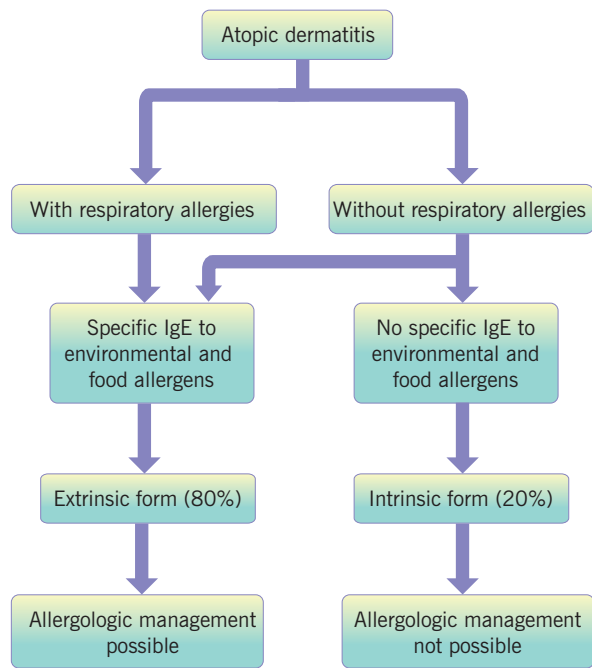 Atopic dermatitis
With respiratory allergies
Without respiratory allergies
Specific IgE to
environmental and
food allergens
No specific IgE to
environmental and
food allergens
Extrinsic form (80%)
Intrinsic form (20%)
Allergologic management
possible
Allergologic management
not possible